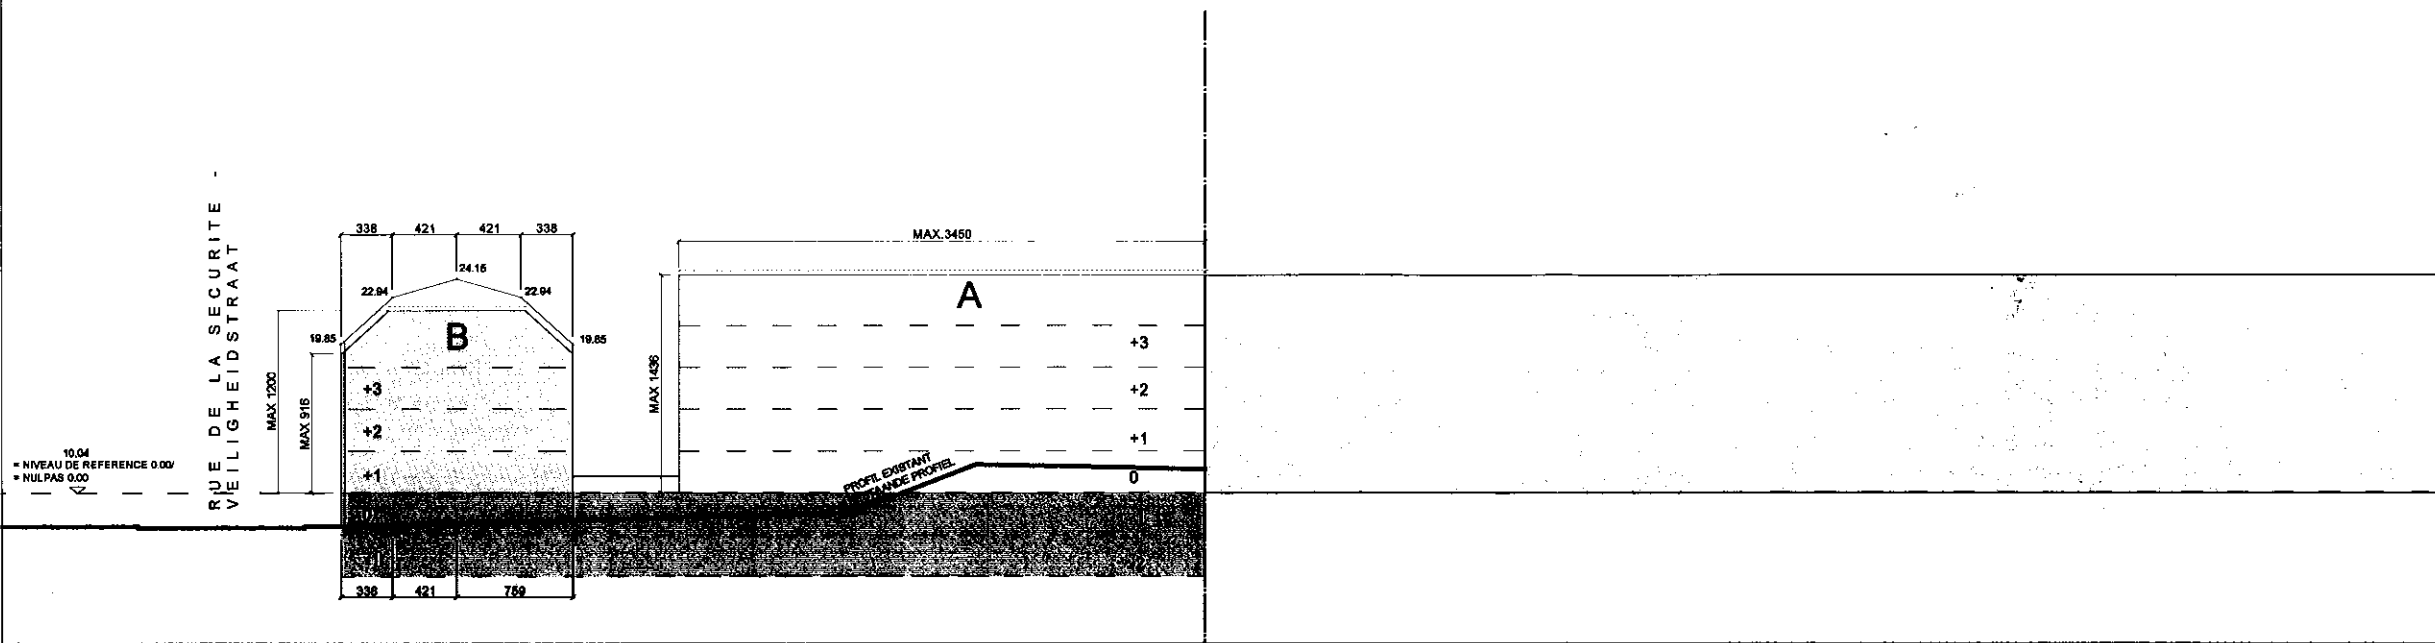 RUE DE LA SECURITE -
VEILIGHEIDSTRAAT
338 421 421 338
24.15
22.94 22.94
19.85 19.85
B
MAX 1200
MAX 916
+3
+2
+1
10.04
= NIVEAU DE REFERENCE 0.00/
= NULPAS 0.00
338 421 759
MAX.3450
MAX 1436
A
+3
+2
+1
0
PROFIL EXISTANT
PROFIEL